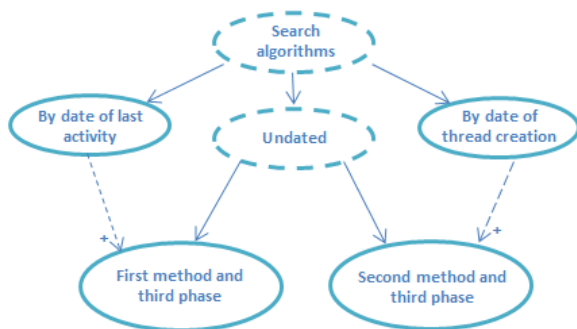 Search
algorithms
By date of last
activity
Undated
By date
of thread creation
+
+
First method and
third phase
Second method and
third phase